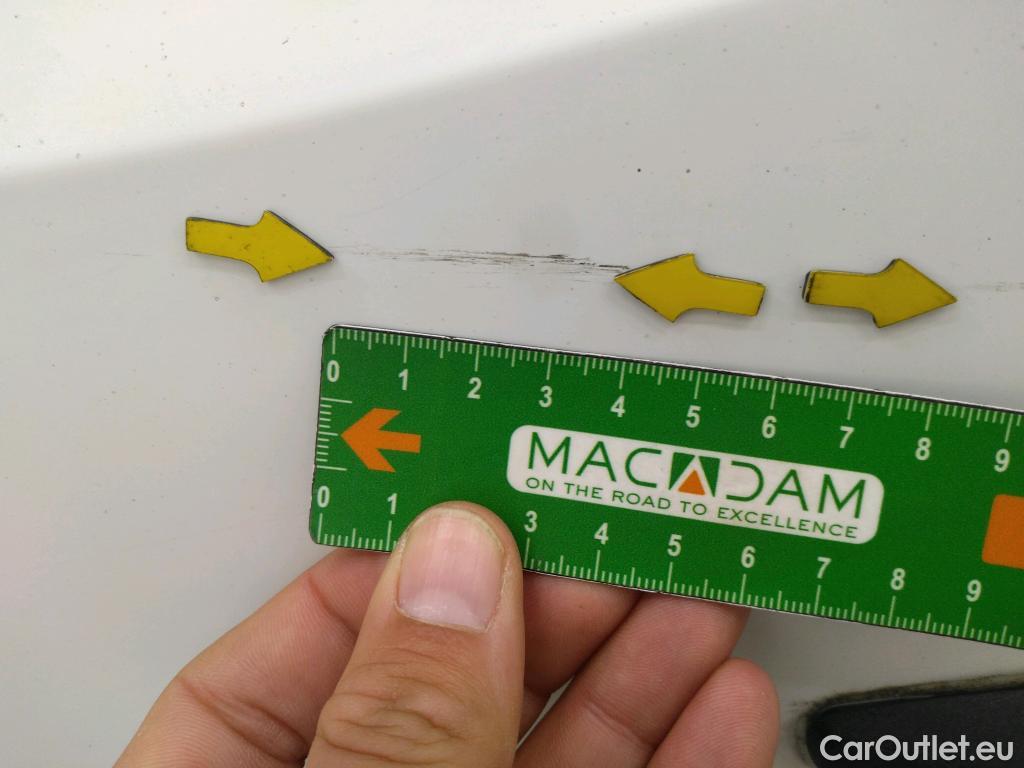 0 1 2 3 4 5 6 7 8 9
MACADAM
ON THE ROAD TO EXCELLENCE
0 1 3 4 5 6 7 8 9
CarOutlet.eu